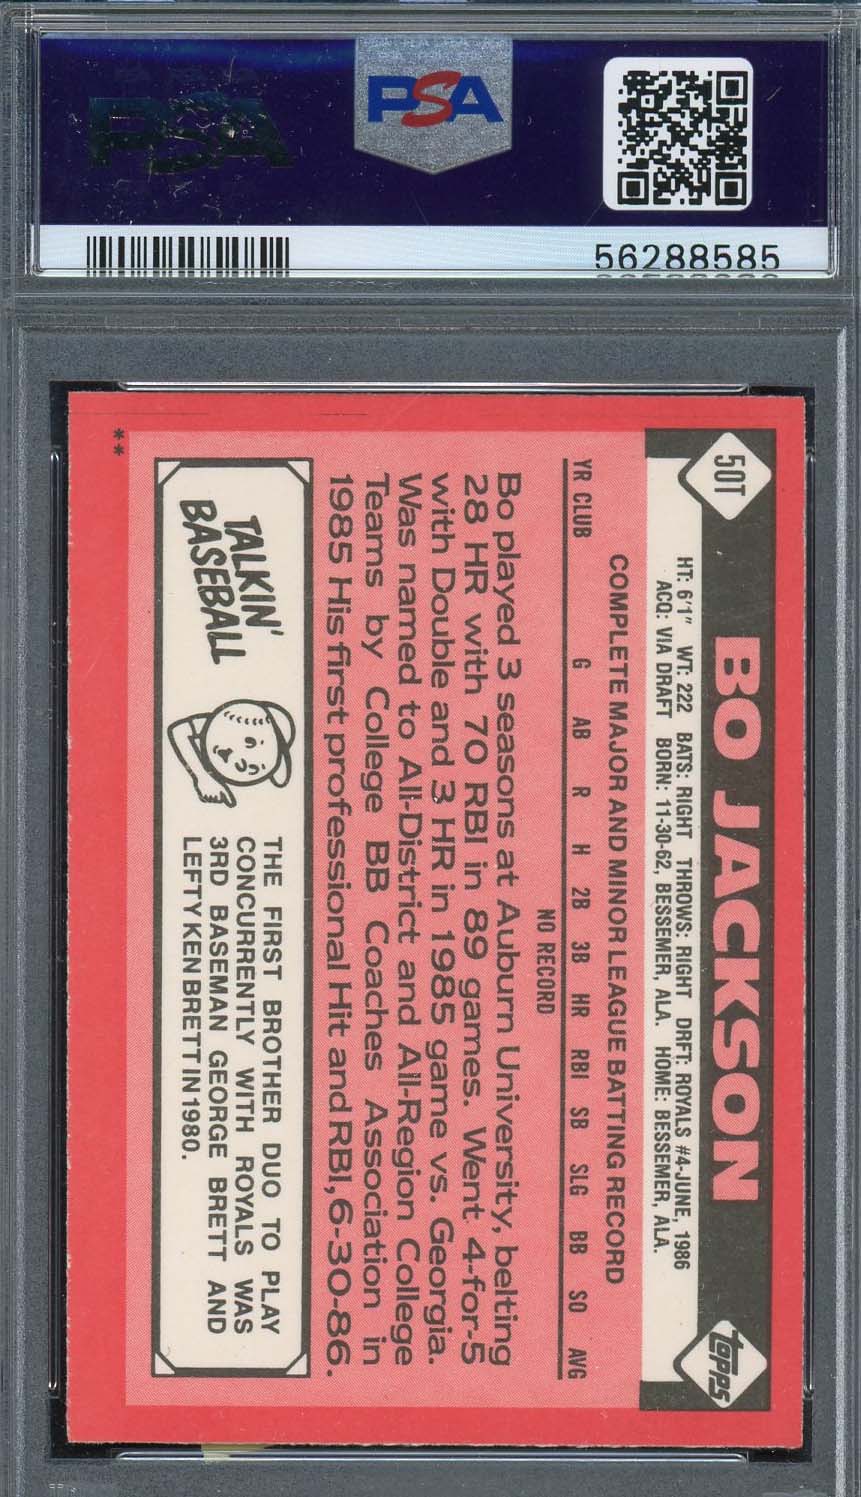 PSA
PSA
56288585
50T
BO JACKSON
TOPPS
HT: 6'1" WT: 222 BATS: RIGHT THROWS: RIGHT DRFT: ROYALS #4-JUNE, 1986
ACQ: VIA DRAFT BORN: 11-30-62, BESSEMER, ALA. HOME: BESSEMER, ALA.
COMPLETE MAJOR AND MINOR LEAGUE BATTING RECORD
YR CLUB G AB R H 2B 3B HR RBI SB SLG BB SO AVG
NO RECORD
Bo played 3 seasons at Auburn University, belting
28 HR with 70 RBI in 89 games. Went 4-for-5
with Double and 3 HR in 1985 game vs. Georgia.
Was named to All-District and All-Region College
Teams by College BB Coaches Association in
1985 His first professional Hit and RBI, 6-30-86.
TALKIN'
BASEBALL
THE FIRST BROTHER DUO TO PLAY
CONCURRENTLY WITH ROYALS WAS
3RD BASEMAN GEORGE BRETT AND
LEFTY KEN BRETT IN 1980.
**